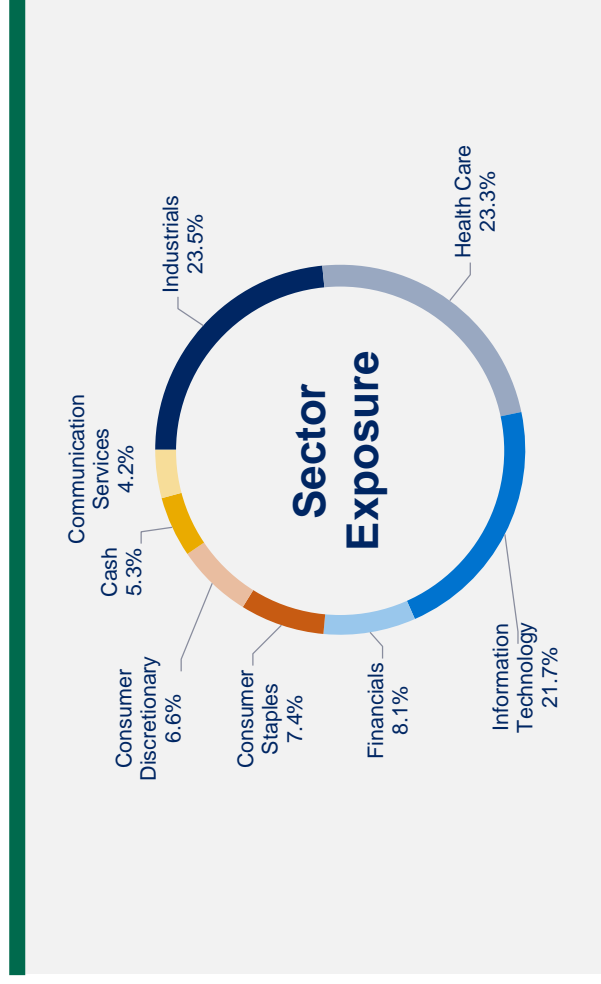 Sector
Exposure
Industrials
23.5%
Health Care
23.3%
Information
Technology
21.7%
Financials
8.1%
Consumer
Staples
7.4%
Consumer
Discretionary
6.6%
Cash
5.3%
Communication
Services
4.2%